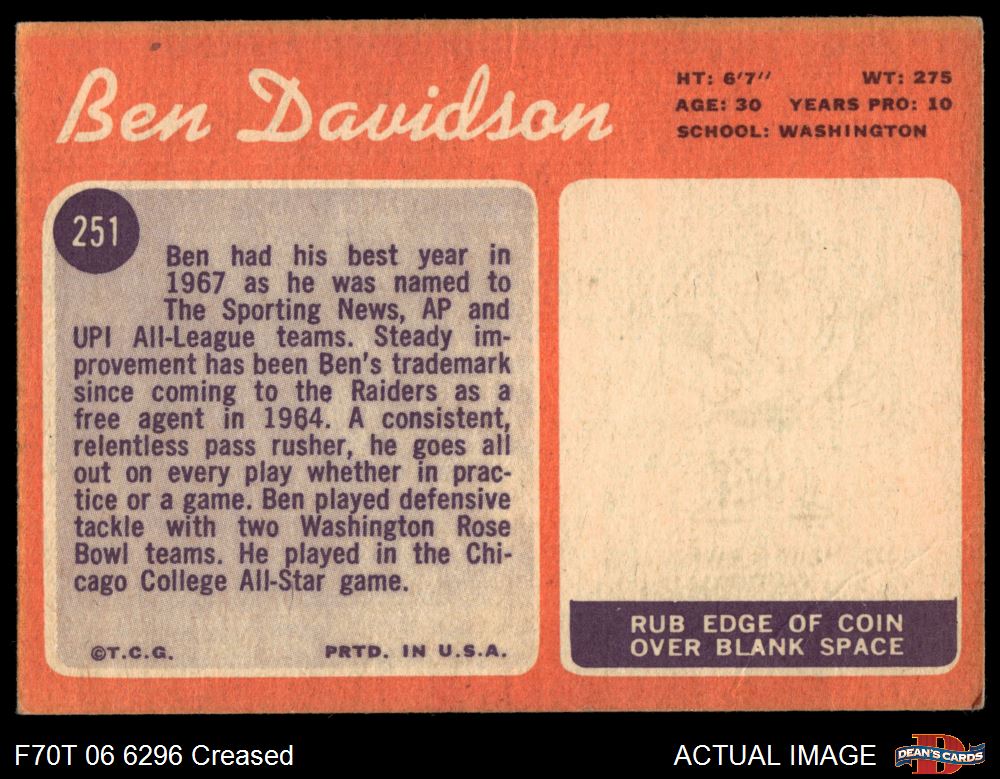 Ben Davidson
HT: 6'7" WT: 275
AGE: 30 YEARS PRO: 10
SCHOOL: WASHINGTON
251
Ben had his best year in
1967 as he was named to
The Sporting News, AP and
UPI All-League teams. Steady im-
provement has been Ben's trademark
since coming to the Raiders as a
free agent in 1964. A consistent,
relentless pass rusher, he goes all
out on every play whether in prac-
tice or a game. Ben played defensive
tackle with two Washington Rose
Bowl teams. He played in the Chi-
cago College All-Star game.
©T.C.G. PRTD. IN U.S.A.
RUB EDGE OF COIN
OVER BLANK SPACE
F70T 06 6296 Creased
ACTUAL IMAGE
D
DEAN'S CARDS